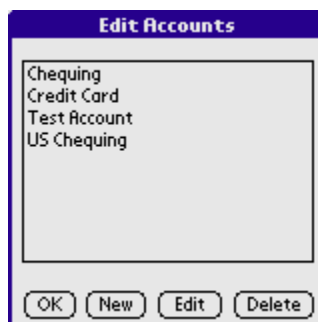 Edit Accounts
Chequing
Credit Card
Test Account
US Chequing
OK New Edit Delete